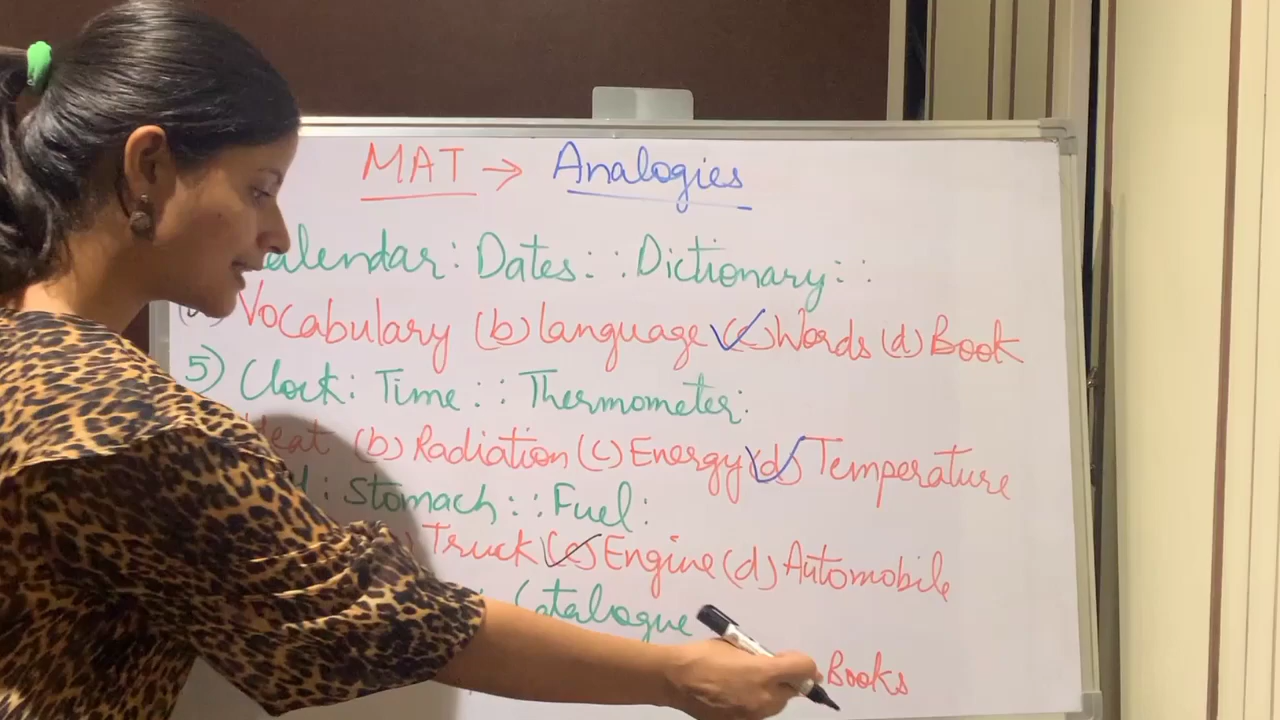 MAT → Analogies
alendar: Dates: : Dictionary: :
Vocabulary (b) language (c) Words (d) Book
5) Clock: Time: : Thermometer:
eat (b) Radiation (c) Energy (d) Temperature
: Stomach: : Fuel:
Truck (c) Engine (d) Automobile
Catalogue
Books